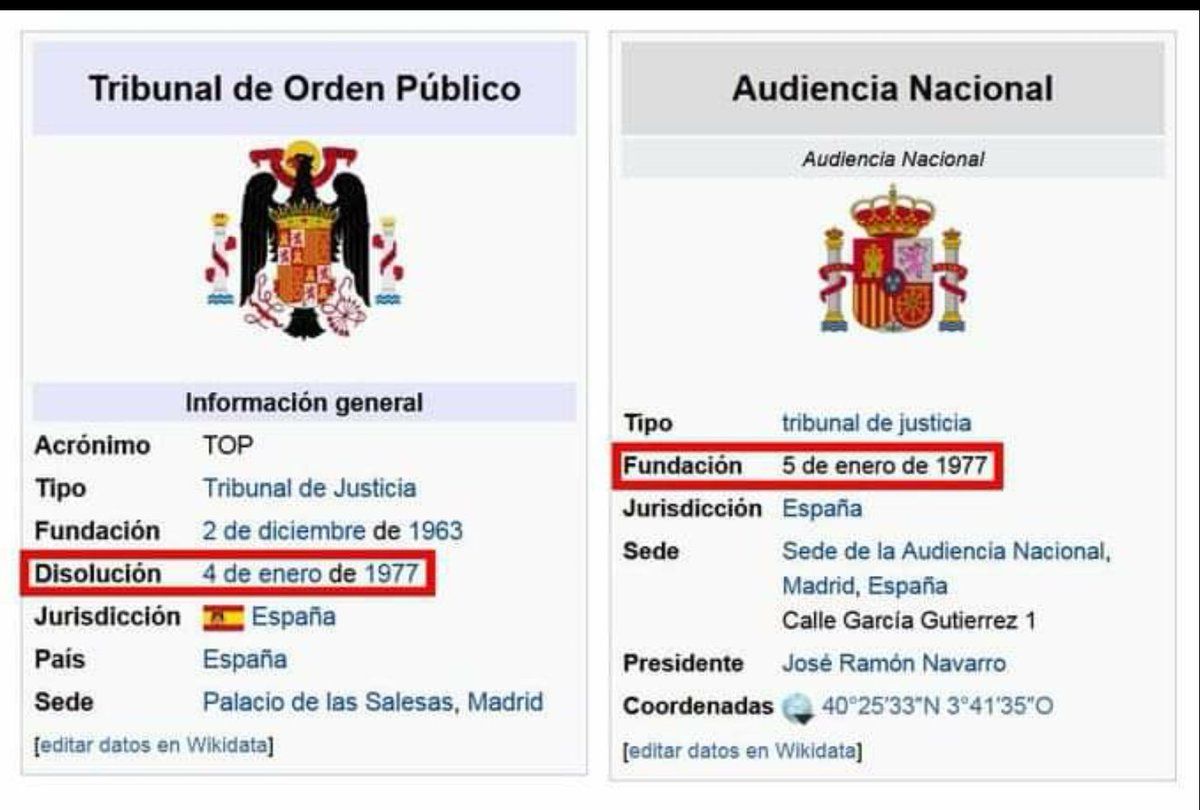 Tribunal de Orden Público
Información general
Acrónimo TOP
Tipo Tribunal de Justicia
Fundación 2 de diciembre de 1963
Disolución 4 de enero de 1977
Jurisdicción España
País España
Sede Palacio de las Salesas, Madrid
[editar datos en Wikidata]
Audiencia Nacional
Audiencia Nacional
Tipo tribunal de justicia
Fundación 5 de enero de 1977
Jurisdicción España
Sede Sede de la Audiencia Nacional,
Madrid, España
Calle García Gutierrez 1
Presidente José Ramón Navarro
Coordenadas 40°25′33″N 3°41′35″O
[editar datos en Wikidata]